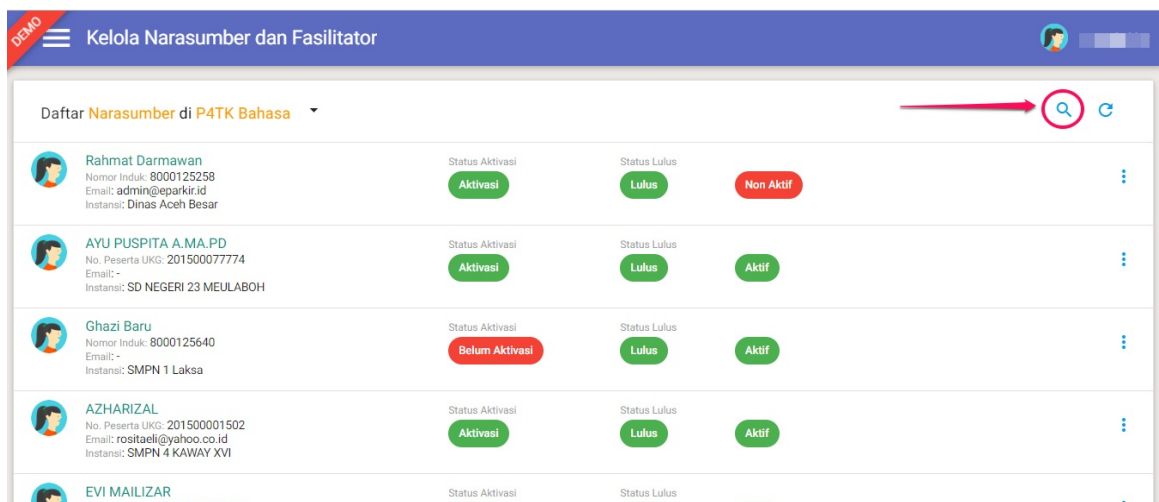 DEMO
Kelola Narasumber dan Fasilitator
Daftar Narasumber di P4TK Bahasa
Rahmat Darmawan
Nomor Induk: 8000125258
Email: admin@eparkir.id
Instansi: Dinas Aceh Besar
Status Aktivasi
Aktivasi
Status Lulus
Lulus
Non Aktif
AYU PUSPITA A.MA.PD
No. Peserta UKG: 201500077774
Email: -
Instansi: SD NEGERI 23 MEULABOH
Status Aktivasi
Aktivasi
Status Lulus
Lulus
Aktif
Ghazi Baru
Nomor Induk: 8000125640
Email: -
Instansi: SMPN 1 Laksa
Status Aktivasi
Belum Aktivasi
Status Lulus
Lulus
Aktif
AZHARIZAL
No. Peserta UKG: 201500001502
Email: rositaeli@yahoo.co.id
Instansi: SMPN 4 KAWAY XVI
Status Aktivasi
Aktivasi
Status Lulus
Lulus
Aktif
EVI MAILIZAR
Status Aktivasi
Status Lulus